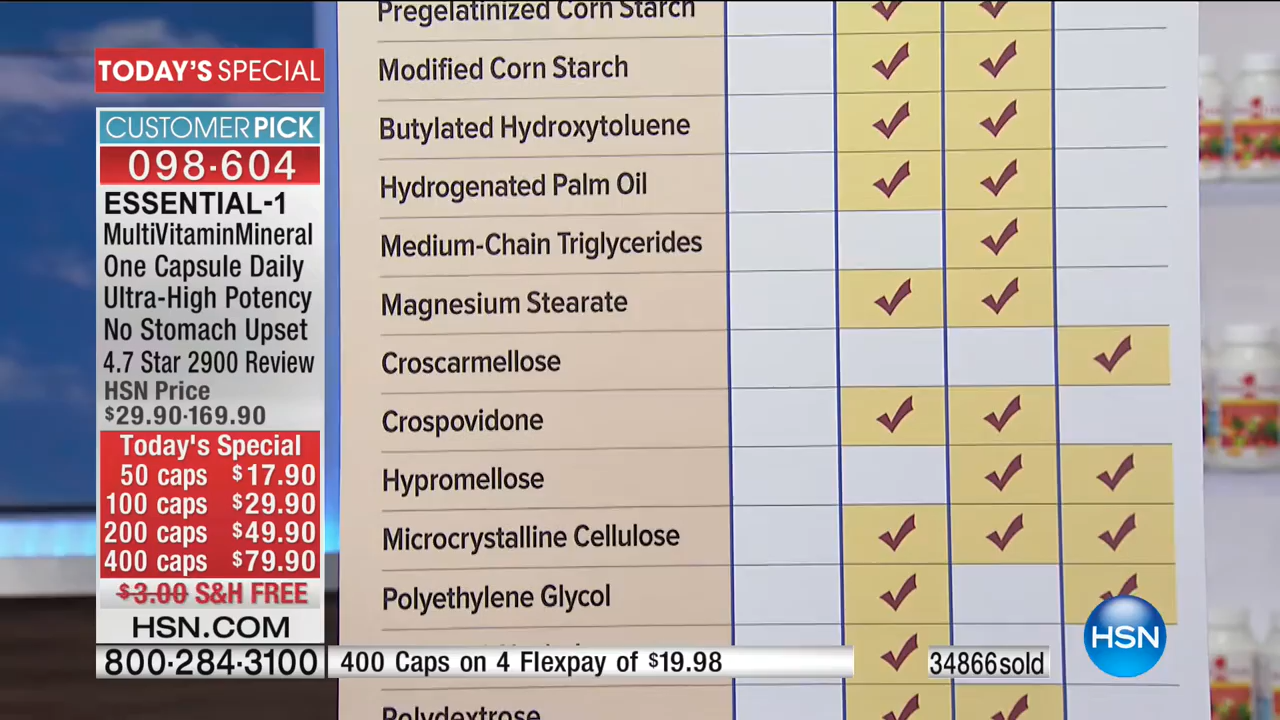 TODAY'S SPECIAL
CUSTOMER PICK
098·604
ESSENTIAL-1
MultiVitaminMineral
One Capsule Daily
Ultra-High Potency
No Stomach Upset
4.7 Star 2900 Review
HSN Price
$29.90-169.90
Today's Special
50 caps $17.90
100 caps $29.90
200 caps $49.90
400 caps $79.90
$3.00 S&H FREE
HSN.COM
800·284·3100
400 Caps on 4 Flexpay of $19.98
34866sold
Pregelatinized Corn Starch
Modified Corn Starch
Butylated Hydroxytoluene
Hydrogenated Palm Oil
Medium-Chain Triglycerides
Magnesium Stearate
Croscarmellose
Crospovidone
Hypromellose
Microcrystalline Cellulose
Polyethylene Glycol
Polydextrose
HSN